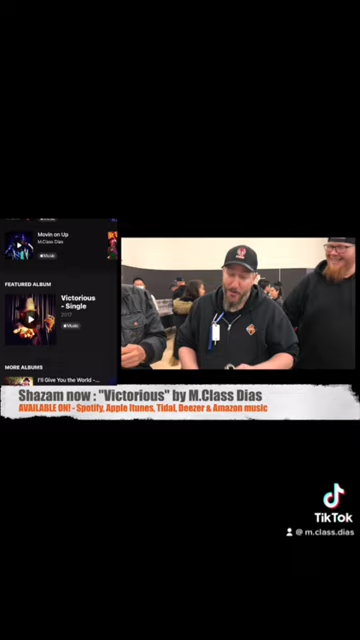 Movin on Up
M.Class Dias
Music
FEATURED ALBUM
Victorious
- Single
2017
Music
MORE ALBUMS
I'll Give You the World -...
Shazam now : "Victorious" by M.Class Dias
AVAILABLE ON! - Spotify, Apple Itunes, Tidal, Deezer & Amazon music
TikTok
@ m.class.dias